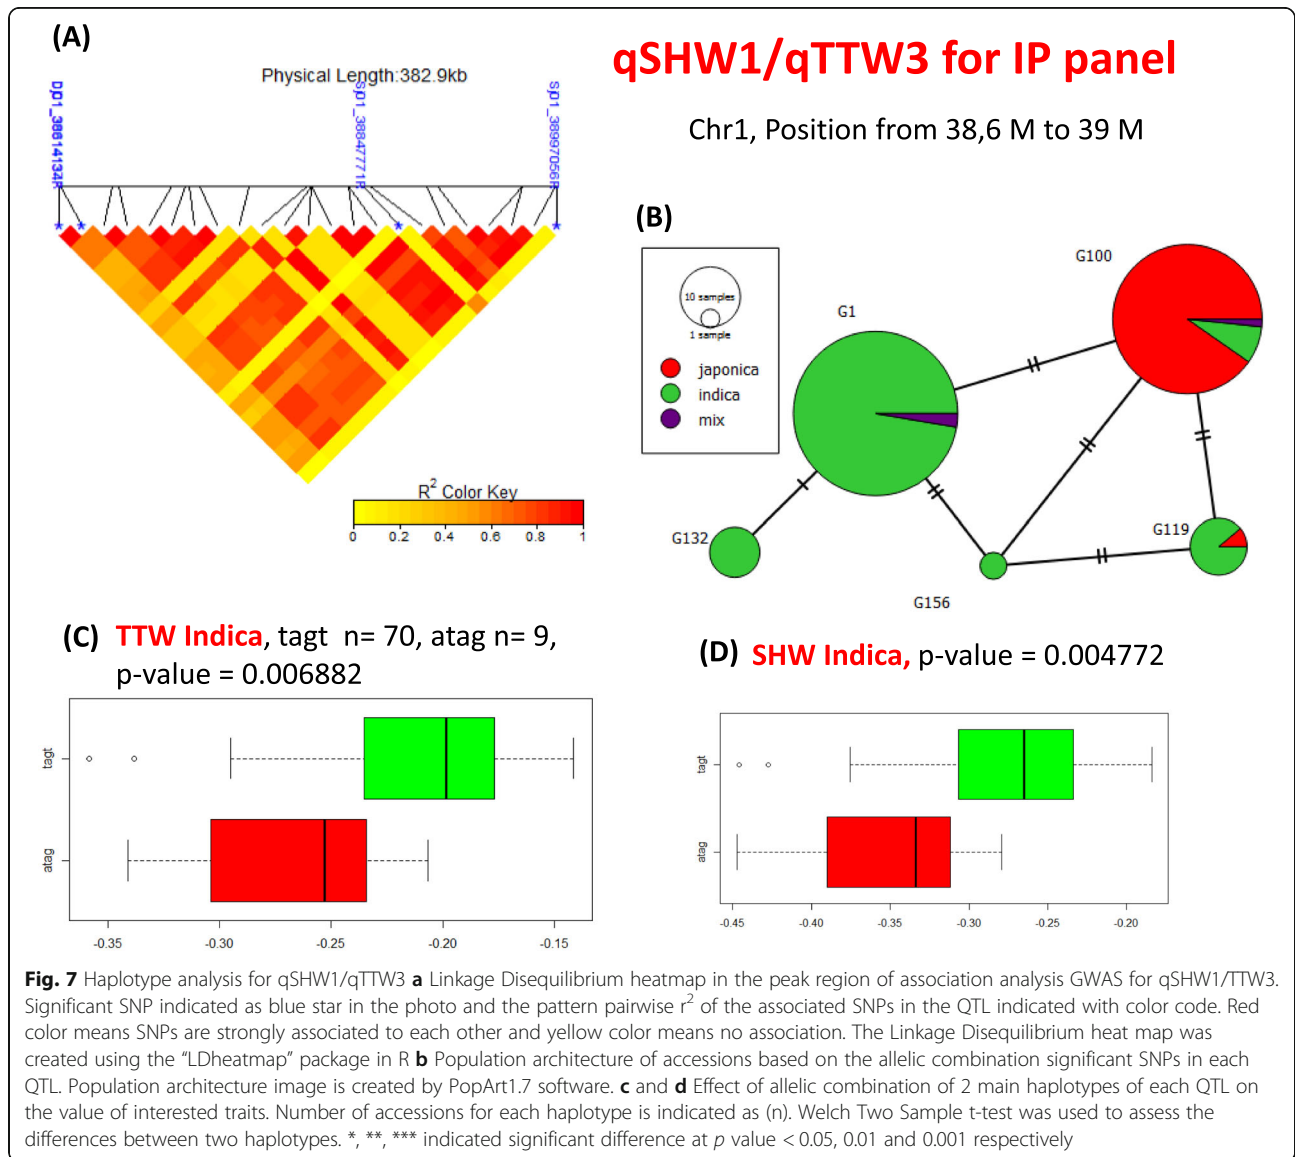 (A)
qSHW1/qTTW3 for IP panel
Physical Length:382.9kb
Chr1, Position from 38,6 M to 39 M
Sp1_38847771R
Sp1_38997056R
(B)
G100
10 samples
1 sample
G1
japonica
indica
mix
R2 Color Key
0 0.2 0.4 0.6 0.8 1
G132
G119
G156
(C) TTW Indica, tagt n= 70, atag n= 9,
p-value = 0.006882
(D) SHW Indica, p-value = 0.004772
tagt
atag
-0.35 -0.30 -0.25 -0.20 -0.15
tagt
atag
-0.45 -0.40 -0.35 -0.30 -0.25 -0.20
Fig. 7 Haplotype analysis for qSHW1/qTTW3 a Linkage Disequilibrium heatmap in the peak region of association analysis GWAS for qSHW1/TTW3.
Significant SNP indicated as blue star in the photo and the pattern pairwise r2 of the associated SNPs in the QTL indicated with color code. Red
color means SNPs are strongly associated to each other and yellow color means no association. The Linkage Disequilibrium heat map was
created using the “LDheatmap” package in R b Population architecture of accessions based on the allelic combination significant SNPs in each
QTL. Population architecture image is created by PopArt1.7 software. c and d Effect of allelic combination of 2 main haplotypes of each QTL on
the value of interested traits. Number of accessions for each haplotype is indicated as (n). Welch Two Sample t-test was used to assess the
differences between two haplotypes. *, **, *** indicated significant difference at p value < 0.05, 0.01 and 0.001 respectively